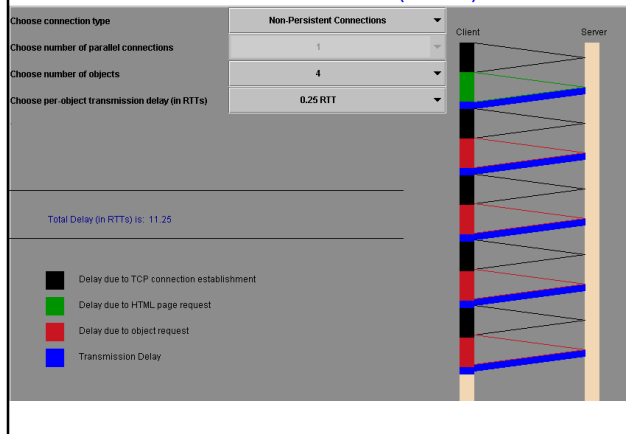 Choose connection type
Non-Persistent Connections
Choose number of parallel connections
1
Choose number of objects
4
Choose per-object transmission delay (in RTTs)
0.25 RTT
Client
Server
Total Delay (in RTTs) is: 11.25
Delay due to TCP connection establishment
Delay due to HTML page request
Delay due to object request
Transmission Delay